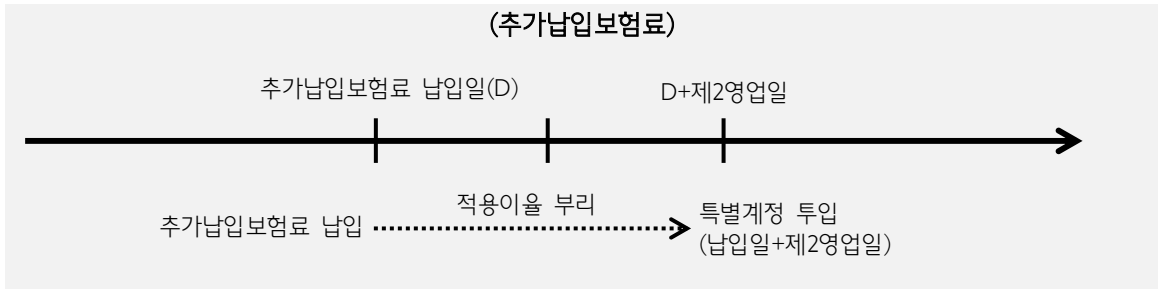 (추가납입보험료)
추가납입보험료 납입일(D)
D+제2영업일
적용이율 부리
추가납입보험료 납입
특별계정 투입
(납입일+제2영업일)